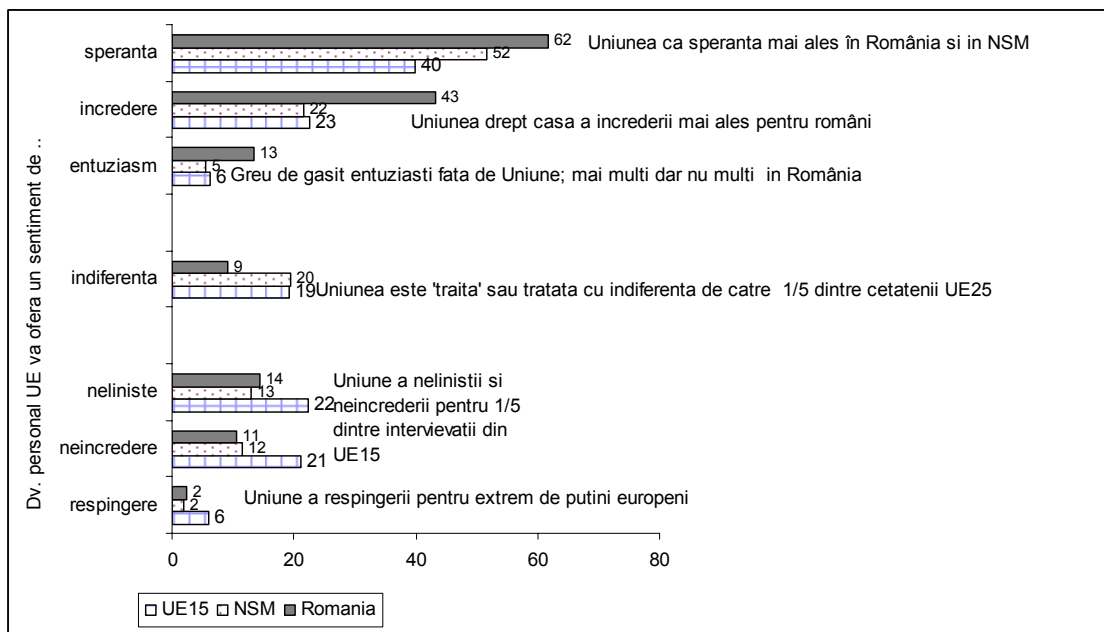 Dv. personal UE va ofera un sentiment de ..
speranta
62
52
40
Uniunea ca speranta mai ales în România si in NSM
incredere
43
22
23
Uniunea drept casa a increderii mai ales pentru români
entuziasm
13
5
6
Greu de gasit entuziasti fata de Uniune; mai multi dar nu multi in România
indiferenta
9
20
19
Uniunea este 'traita' sau tratata cu indiferenta de catre 1/5 dintre cetatenii UE25
neliniste
14
13
22
Uniune a nelinistii si
neincrederii pentru 1/5
dintre intervievatii din
UE15
neincredere
11
12
21
respingere
2
2
6
Uniune a respingerii pentru extrem de putini europeni
0 20 40 60 80
UE15 NSM Romania